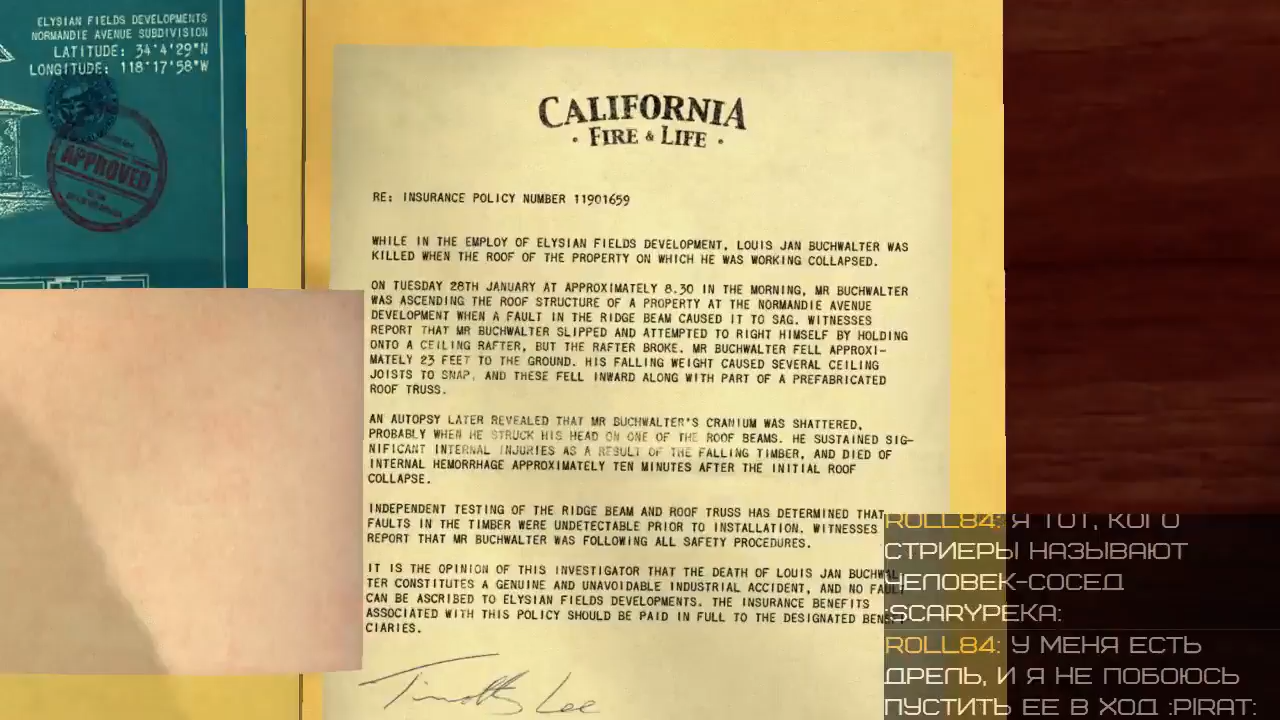 ELYSIAN FIELDS DEVELOPMENTS
NORMANDIE AVENUE SUBDIVISION
LATITUDE: 34°4'29"N
LONGITUDE: 118°17'58"W
APPROVED
CALIFORNIA
· FIRE & LIFE ·
RE: INSURANCE POLICY NUMBER 11901659
WHILE IN THE EMPLOY OF ELYSIAN FIELDS DEVELOPMENT, LOUIS JAN BUCHWALTER WAS
KILLED WHEN THE ROOF OF THE PROPERTY ON WHICH HE WAS WORKING COLLAPSED.
ON TUESDAY 28TH JANUARY AT APPROXIMATELY 8.30 IN THE MORNING, MR BUCHWALTER
WAS ASCENDING THE ROOF STRUCTURE OF A PROPERTY AT THE NORMANDIE AVENUE
DEVELOPMENT WHEN A FAULT IN THE RIDGE BEAM CAUSED IT TO SAG. WITNESSES
REPORT THAT MR BUCHWALTER SLIPPED AND ATTEMPTED TO RIGHT HIMSELF BY HOLDING
ONTO A CEILING RAFTER, BUT THE RAFTER BROKE. MR BUCHWALTER FELL APPROXI-
MATELY 23 FEET TO THE GROUND. HIS FALLING WEIGHT CAUSED SEVERAL CEILING
JOISTS TO SNAP, AND THESE FELL INWARD ALONG WITH PART OF A PREFABRICATED
ROOF TRUSS.
AN AUTOPSY LATER REVEALED THAT MR BUCHWALTER'S CRANIUM WAS SHATTERED,
PROBABLY WHEN HE STRUCK HIS HEAD ON ONE OF THE ROOF BEAMS. HE SUSTAINED SIG-
NIFICANT INTERNAL INJURIES AS A RESULT OF THE FALLING TIMBER, AND DIED OF
INTERNAL HEMORRHAGE APPROXIMATELY TEN MINUTES AFTER THE INITIAL ROOF
COLLAPSE.
INDEPENDENT TESTING OF THE RIDGE BEAM AND ROOF TRUSS HAS DETERMINED THAT
FAULTS IN THE TIMBER WERE UNDETECTABLE PRIOR TO INSTALLATION. WITNESSES
REPORT THAT MR BUCHWALTER WAS FOLLOWING ALL SAFETY PROCEDURES.
IT IS THE OPINION OF THIS INVESTIGATOR THAT THE DEATH OF LOUIS JAN BUCHWAL-
TER CONSTITUTES A GENUINE AND UNAVOIDABLE INDUSTRIAL ACCIDENT, AND NO FAULT
CAN BE ASCRIBED TO ELYSIAN FIELDS DEVELOPMENTS. THE INSURANCE BENEFITS
ASSOCIATED WITH THIS POLICY SHOULD BE PAID IN FULL TO THE DESIGNATED BENEFI-
CIARIES.
Timothy Lee
ROLL84: Я ТОТ, КОГО
СТРИЕРЫ НАЗЫВАЮТ
ЧЕЛОВЕК-СОСЕД
:SCARYPEKA:
ROLL84: У МЕНЯ ЕСТЬ
ДРЕЛЬ, И Я НЕ ПОБОЮСЬ
ПУСТИТЬ ЕЕ В ХОД :PIRAT: